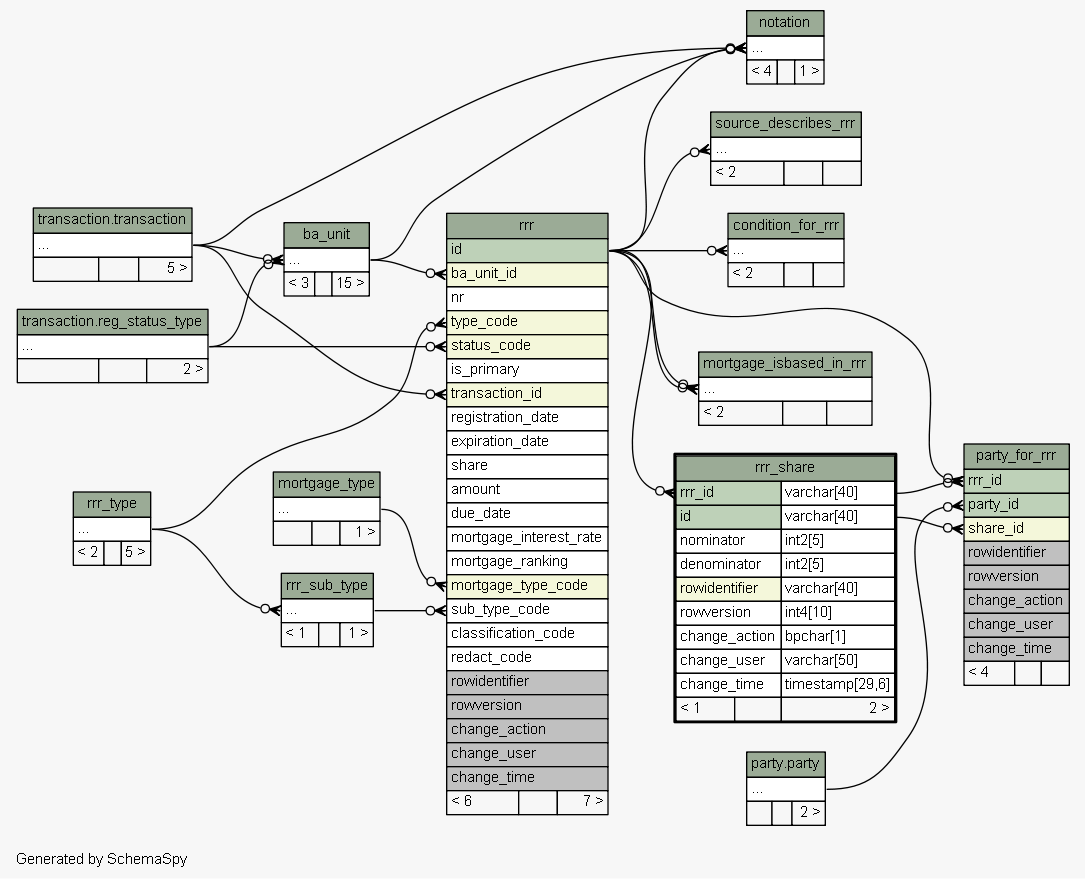 notation
...
< 4 1 >
source_describes_rrr
...
< 2
transaction.transaction
...
5 >
ba_unit
...
< 3 15 >
condition_for_rrr
...
< 2
transaction.reg_status_type
...
2 >
rrr
id
ba_unit_id
nr
type_code
status_code
is_primary
transaction_id
registration_date
expiration_date
share
amount
due_date
mortgage_interest_rate
mortgage_ranking
mortgage_type_code
sub_type_code
classification_code
redact_code
rowidentifier
rowversion
change_action
change_user
change_time
< 6 7 >
mortgage_isbased_in_rrr
...
< 2
rrr_type
...
< 2 5 >
mortgage_type
...
1 >
rrr_sub_type
...
< 1 1 >
rrr_share
rrr_id varchar[40]
id varchar[40]
nominator int2[5]
denominator int2[5]
rowidentifier varchar[40]
rowversion int4[10]
change_action bpchar[1]
change_user varchar[50]
change_time timestamp[29,6]
< 1 2 >
party_for_rrr
rrr_id
party_id
share_id
rowidentifier
rowversion
change_action
change_user
change_time
< 4
party.party
...
2 >
Generated by SchemaSpy